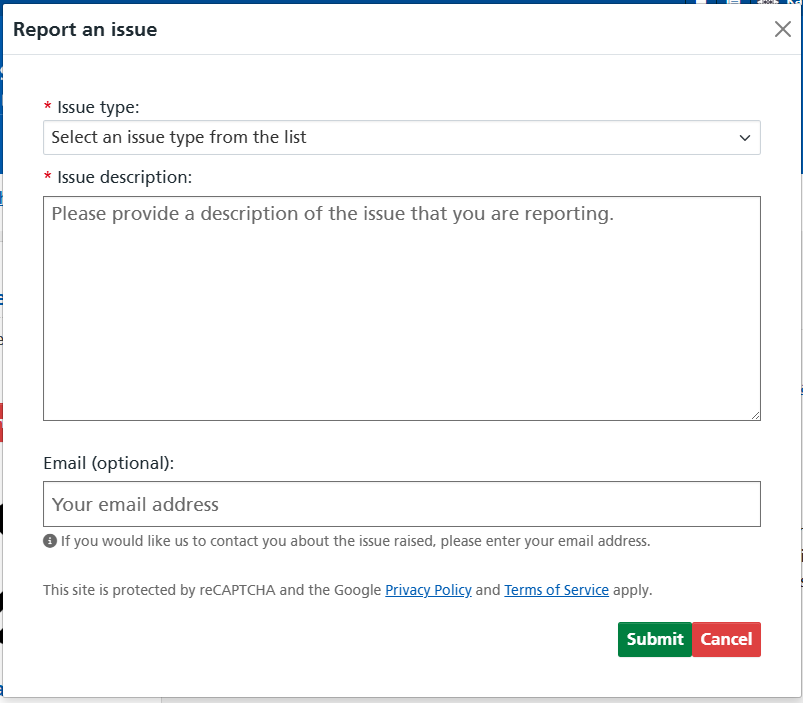 Report an issue
* Issue type:
Select an issue type from the list
* Issue description:
Please provide a description of the issue that you are reporting.
Email (optional):
Your email address
If you would like us to contact you about the issue raised, please enter your email address.
This site is protected by reCAPTCHA and the Google Privacy Policy and Terms of Service apply.
Submit Cancel